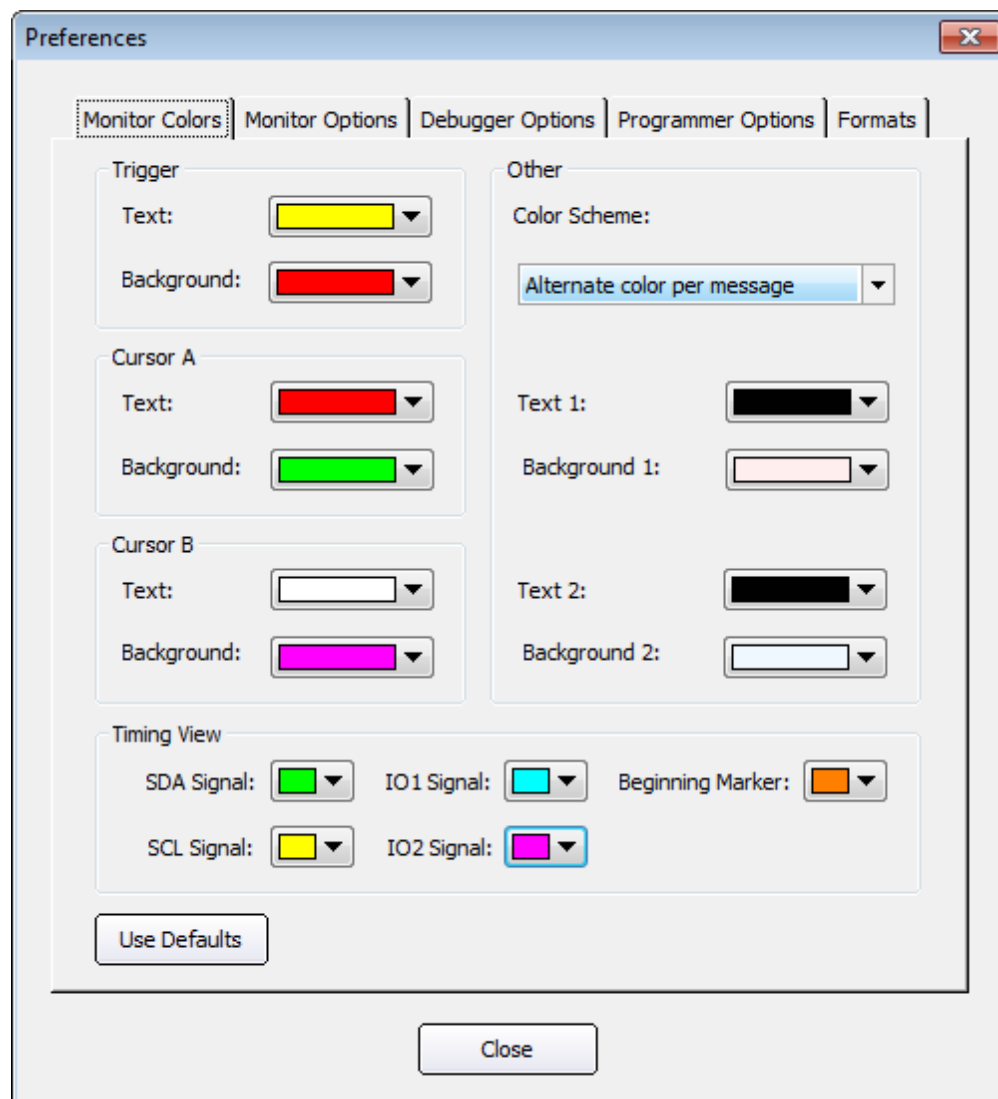 Preferences
Monitor Colors
Monitor Options
Debugger Options
Programmer Options
Formats
Trigger
Text:
Background:
Cursor A
Text:
Background:
Cursor B
Text:
Background:
Other
Color Scheme:
Alternate color per message
Text 1:
Background 1:
Text 2:
Background 2:
Timing View
SDA Signal:
IO1 Signal:
Beginning Marker:
SCL Signal:
IO2 Signal:
Use Defaults
Close